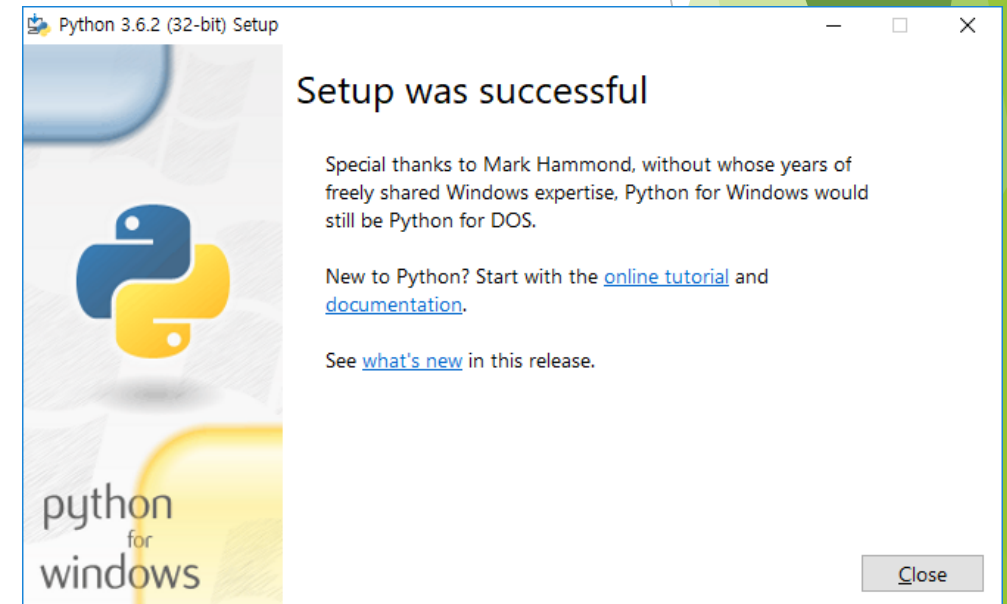 Python 3.6.2 (32-bit) Setup
Setup was successful
Special thanks to Mark Hammond, without whose years of
freely shared Windows expertise, Python for Windows would
still be Python for DOS.
New to Python? Start with the online tutorial and
documentation.
See what's new in this release.
python
for
windows
Close